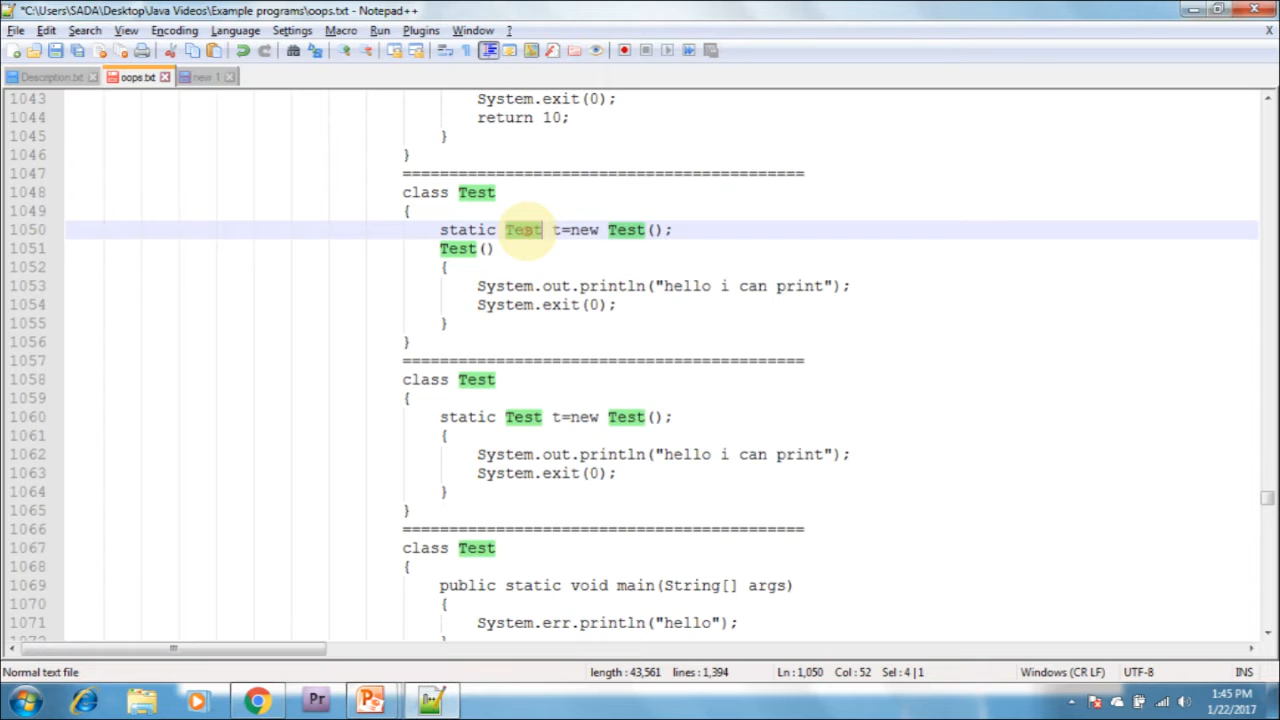 *C:\Users\SADA\Desktop\Java Videos\Example programs\oops.txt - Notepad++
File Edit Search View Encoding Language Settings Macro Run Plugins Window ? X
Description.txt oops.txt new 1
1043 System.exit(0);
1044 return 10;
1045 }
1046 }
1047 ===========================================
1048 class Test
1049 {
1050 static Test t=new Test();
1051 Test()
1052 {
1053 System.out.println("hello i can print");
1054 System.exit(0);
1055 }
1056 }
1057 ===========================================
1058 class Test
1059 {
1060 static Test t=new Test();
1061 {
1062 System.out.println("hello i can print");
1063 System.exit(0);
1064 }
1065 }
1066 ===========================================
1067 class Test
1068 {
1069 public static void main(String[] args)
1070 {
1071 System.err.println("hello");
1072 }
Normal text file length : 43,561 lines : 1,394 Ln : 1,050 Col : 52 Sel : 4 | 1 Windows (CR LF) UTF-8 INS
Pr 1:45 PM
1/22/2017